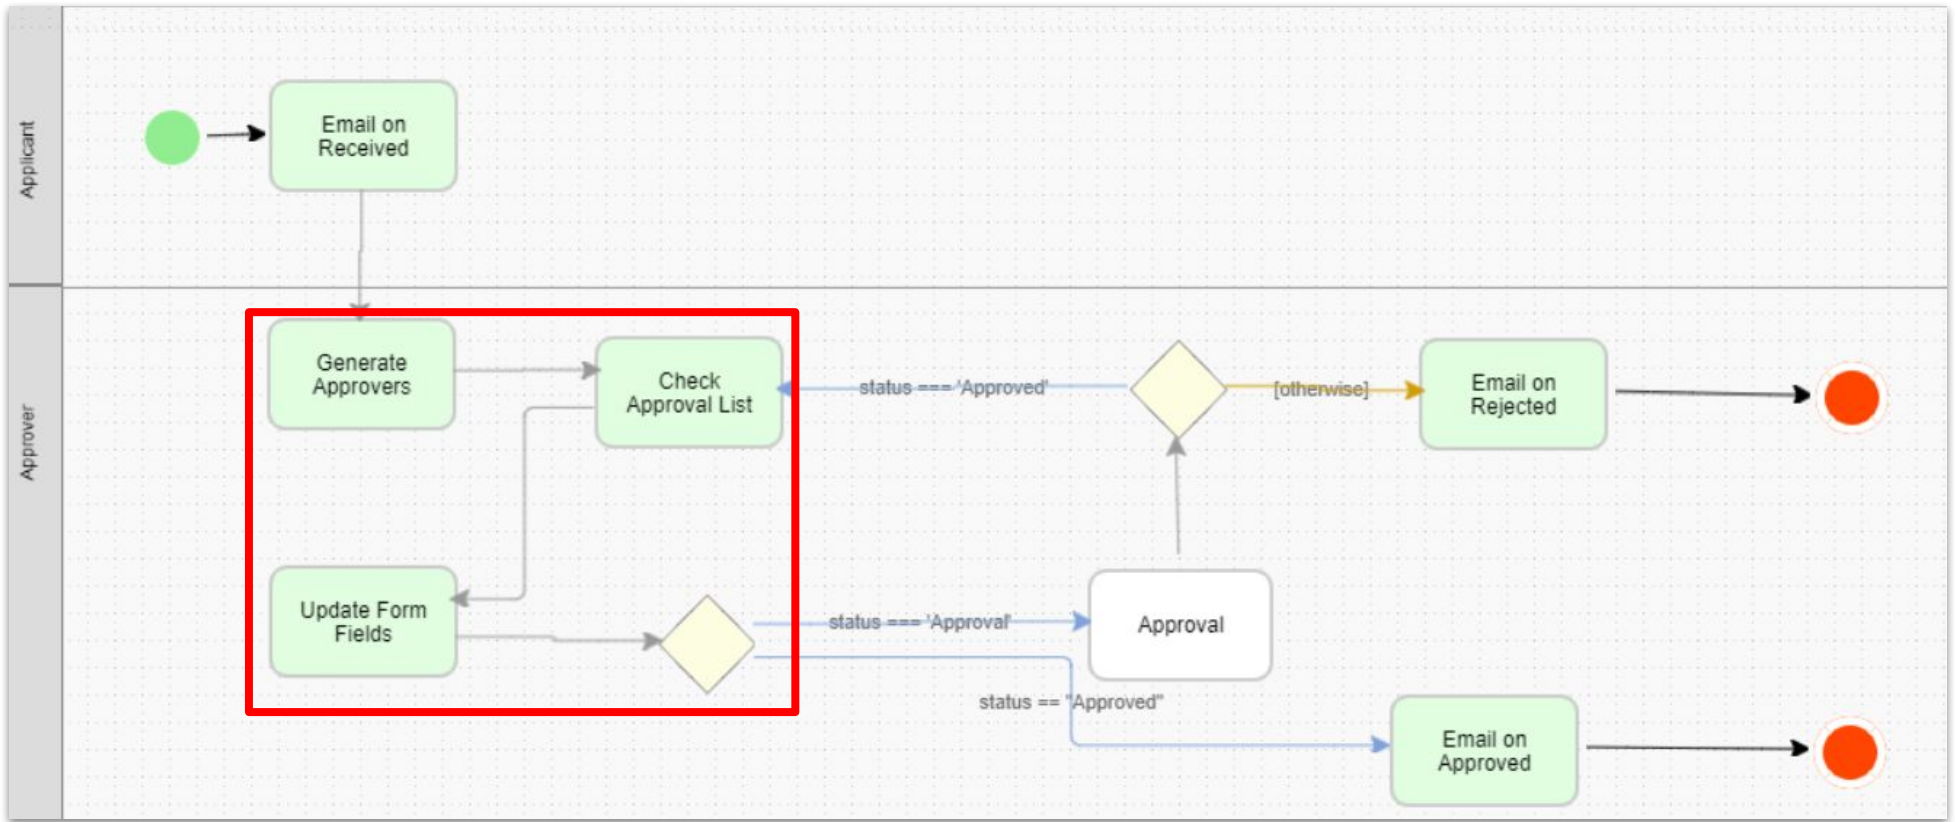 Applicant
Email on
Received
Approver
Generate
Approvers
Check
Approval List
status === 'Approved'
[otherwise]
Email on
Rejected
Update Form
Fields
status === 'Approval'
Approval
status == "Approved"
Email on
Approved